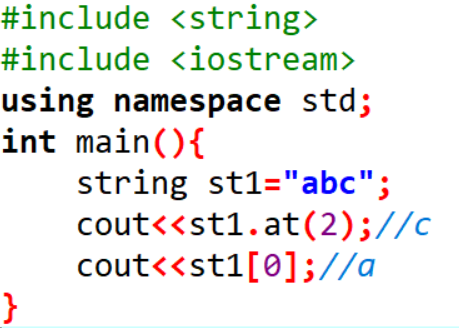 #include <string>
#include <iostream>
using namespace std;
int main(){
    string st1="abc";
    cout<<st1.at(2);//c
    cout<<st1[0];//a
}